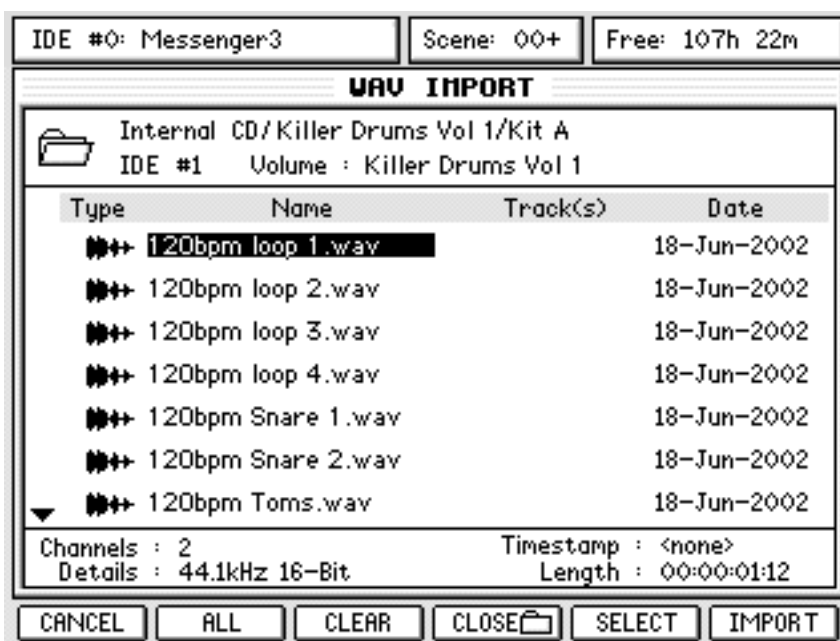 IDE #0: Messenger3 Scene: 00+ Free: 107h 22m
WAV IMPORT
Internal CD/Killer Drums Vol 1/Kit A
IDE #1 Volume : Killer Drums Vol 1
Type Name Track(s) Date
120bpm loop 1.wav 18-Jun-2002
120bpm loop 2.wav 18-Jun-2002
120bpm loop 3.wav 18-Jun-2002
120bpm loop 4.wav 18-Jun-2002
120bpm Snare 1.wav 18-Jun-2002
120bpm Snare 2.wav 18-Jun-2002
120bpm Toms.wav 18-Jun-2002
Channels : 2 Timestamp : <none>
Details : 44.1kHz 16-Bit Length : 00:00:01:12
CANCEL ALL CLEAR CLOSE SELECT IMPORT